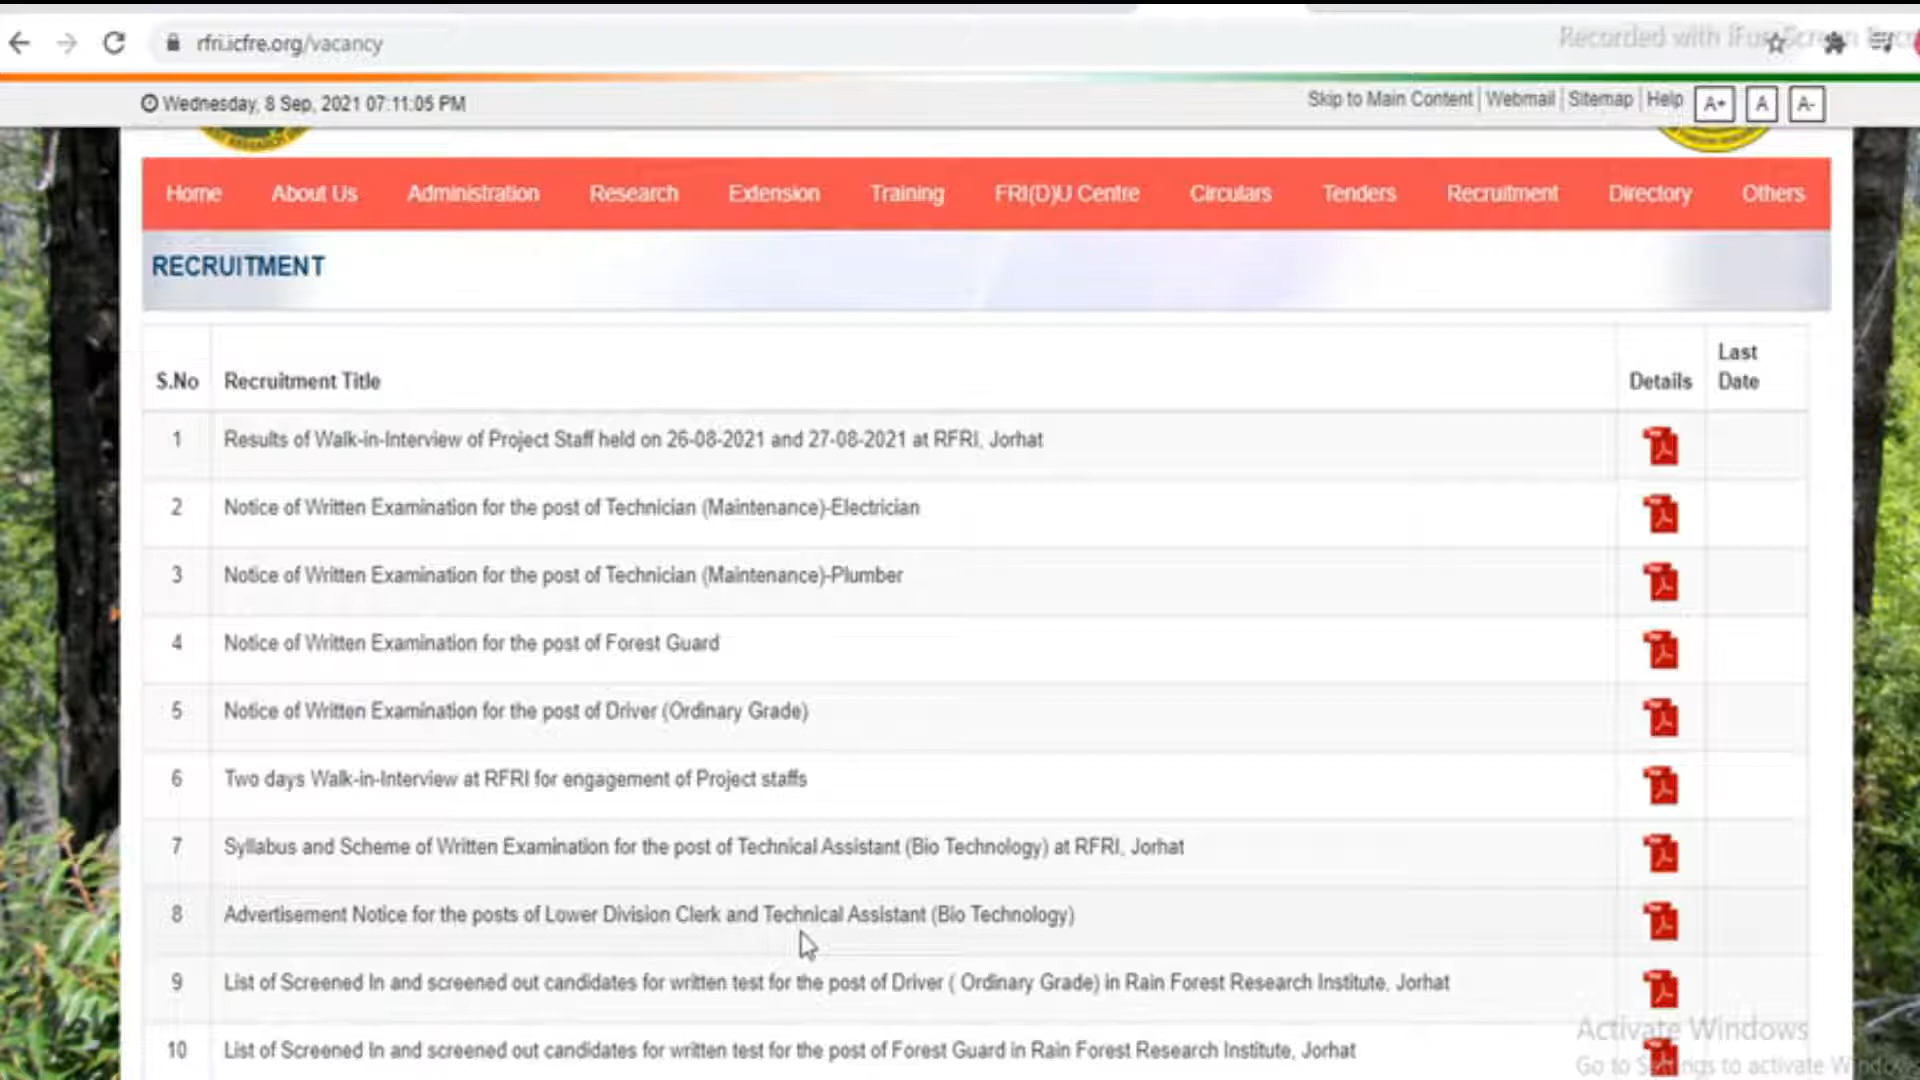 rfri.icfre.org/vacancy
Recorded with iFun Screen
Wednesday, 8 Sep, 2021 07:11:05 PM
Skip to Main Content | Webmail | Sitemap | Help A+ A A-
Home About Us Administration Research Extension Training FRI(D)U Centre Circulars Tenders Recruitment Directory Others
RECRUITMENT
S.No Recruitment Title Details Last Date
1 Results of Walk-in-Interview of Project Staff held on 26-08-2021 and 27-08-2021 at RFRI, Jorhat
2 Notice of Written Examination for the post of Technician (Maintenance)-Electrician
3 Notice of Written Examination for the post of Technician (Maintenance)-Plumber
4 Notice of Written Examination for the post of Forest Guard
5 Notice of Written Examination for the post of Driver (Ordinary Grade)
6 Two days Walk-in-Interview at RFRI for engagement of Project staffs
7 Syllabus and Scheme of Written Examination for the post of Technical Assistant (Bio Technology) at RFRI, Jorhat
8 Advertisement Notice for the posts of Lower Division Clerk and Technical Assistant (Bio Technology)
9 List of Screened In and screened out candidates for written test for the post of Driver ( Ordinary Grade) in Rain Forest Research Institute, Jorhat
10 List of Screened In and screened out candidates for written test for the post of Forest Guard in Rain Forest Research Institute, Jorhat
Activate Windows
Go to Settings to activate Windows